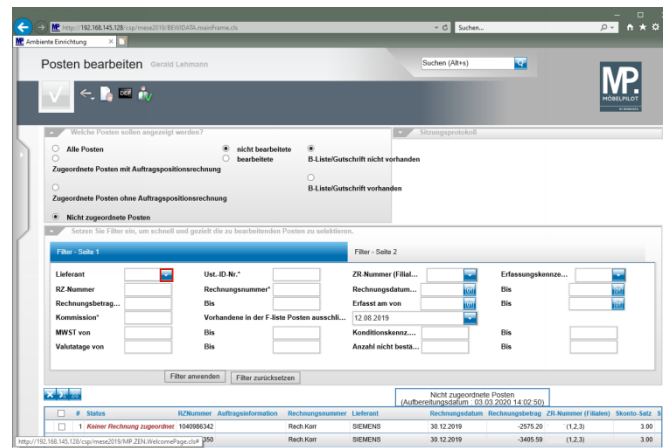 http://192.168.145.128/csp/mese2019/BEWIDATA.mainFrame.cls
Suchen...
Ambiente Einrichtung
Posten bearbeiten Gerald Lehmann
Suchen (Alt+s)
MP.
MÖBELPILOT
Welche Posten sollen angezeigt werden?
Sitzungsprotokoll
Alle Posten
nicht bearbeitete
bearbeitete
B-Liste/Gutschrift nicht vorhanden
Zugeordnete Posten mit Auftragspositionsrechnung
B-Liste/Gutschrift vorhanden
Zugeordnete Posten ohne Auftragspositionsrechnung
Nicht zugeordnete Posten
Setzen Sie Filter ein, um schnell und gezielt die zu bearbeitenden Posten zu selektieren.
Filter - Seite 1 Filter - Seite 2
Lieferant Ust.-ID-Nr.* ZR-Nummer (Filial... Erfassungskennze...
RZ-Nummer Rechnungsnummer* Rechnungsdatum... Bis
Rechnungsbetrag... Bis Erfasst am von Bis
Kommission* Vorhandene in der F-liste Posten ausschli... 12.08.2019
MWST von Bis Konditionskennz.... Bis
Valutatage von Bis Anzahl nicht bestä... Bis
Filter anwenden Filter zurücksetzen
Nicht zugeordnete Posten
(Aufbereitungsdatum : 03.03.2020 14:02:50)
# Status RZNummer Auftragsinformation Rechnungsnummer Lieferant Rechnungsdatum Rechnungsbetrag ZR-Nummer (Filialen) Skonto-Satz S
1 Keiner Rechnung zugeordnet 1040986342 Rech.Korr SIEMENS 30.12.2019 -2575.20 (1,2,3) 3.00
http://192.168.145.128/csp/mese2019/MP.ZEN.WelcomePage.cls# 350 Rech.Korr SIEMENS 30.12.2019 -3405.59 (1,2,3) 3.00